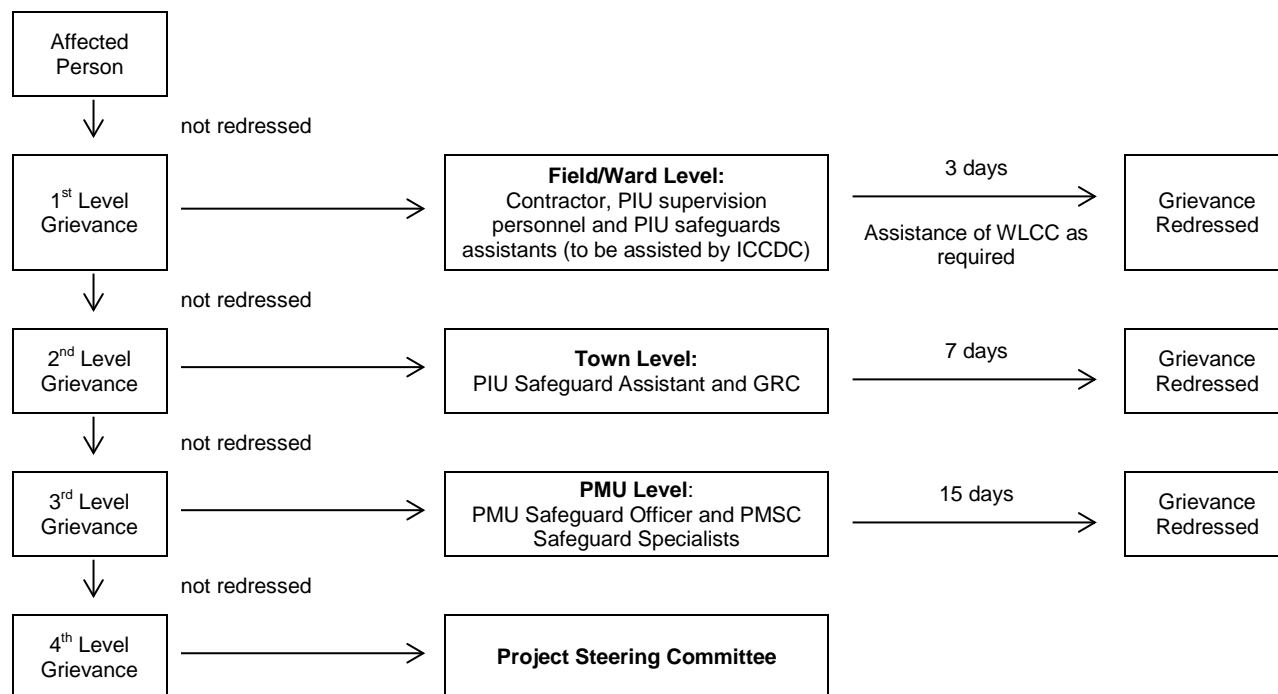 Affected
Person
not redressed
1st Level
Grievance
Field/Ward Level:
Contractor, PIU supervision
personnel and PIU safeguards
assistants (to be assisted by ICCDC)
3 days
Assistance of WLCC as
required
Grievance
Redressed
not redressed
2nd Level
Grievance
Town Level:
PIU Safeguard Assistant and GRC
7 days
Grievance
Redressed
not redressed
3rd Level
Grievance
PMU Level:
PMU Safeguard Officer and PMSC
Safeguard Specialists
15 days
Grievance
Redressed
not redressed
4th Level
Grievance
Project Steering Committee